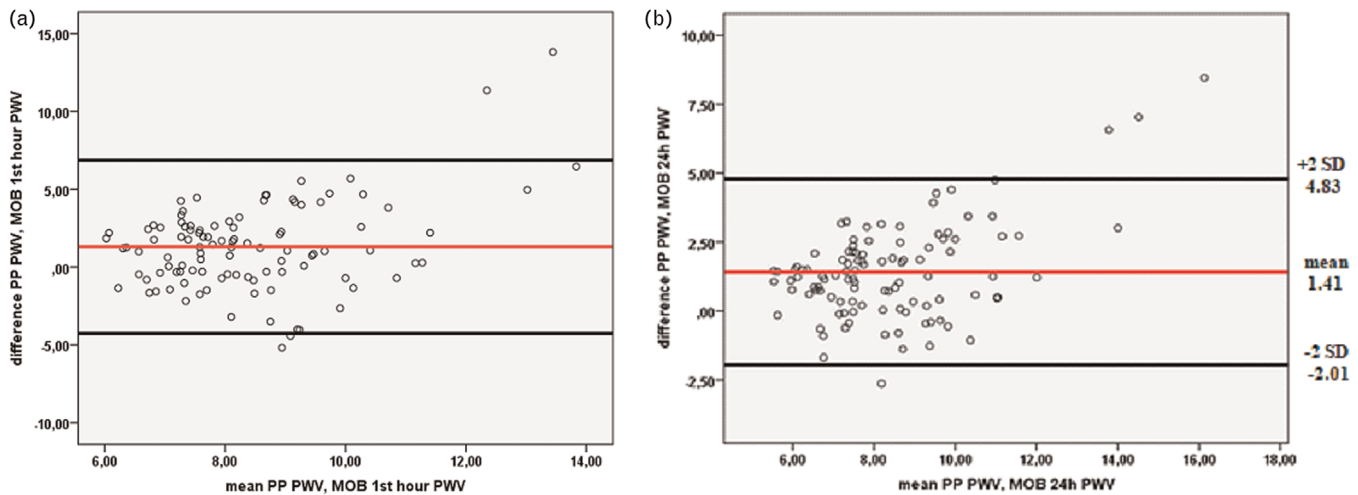 (a)
15,00
10,00
5,00
,00
-5,00
-10,00
difference PP PWV, MOB 1st hour PWV
6,00 8,00 10,00 12,00 14,00
mean PP PWV, MOB 1st hour PWV
(b)
10,00
7,50
5,00
2,50
,00
-2,50
difference PP PWV, MOB 24h PWV
6,00 8,00 10,00 12,00 14,00 16,00 18,00
mean PP PWV, MOB 24h PWV
+2 SD
4.83
mean
1.41
-2 SD
-2.01